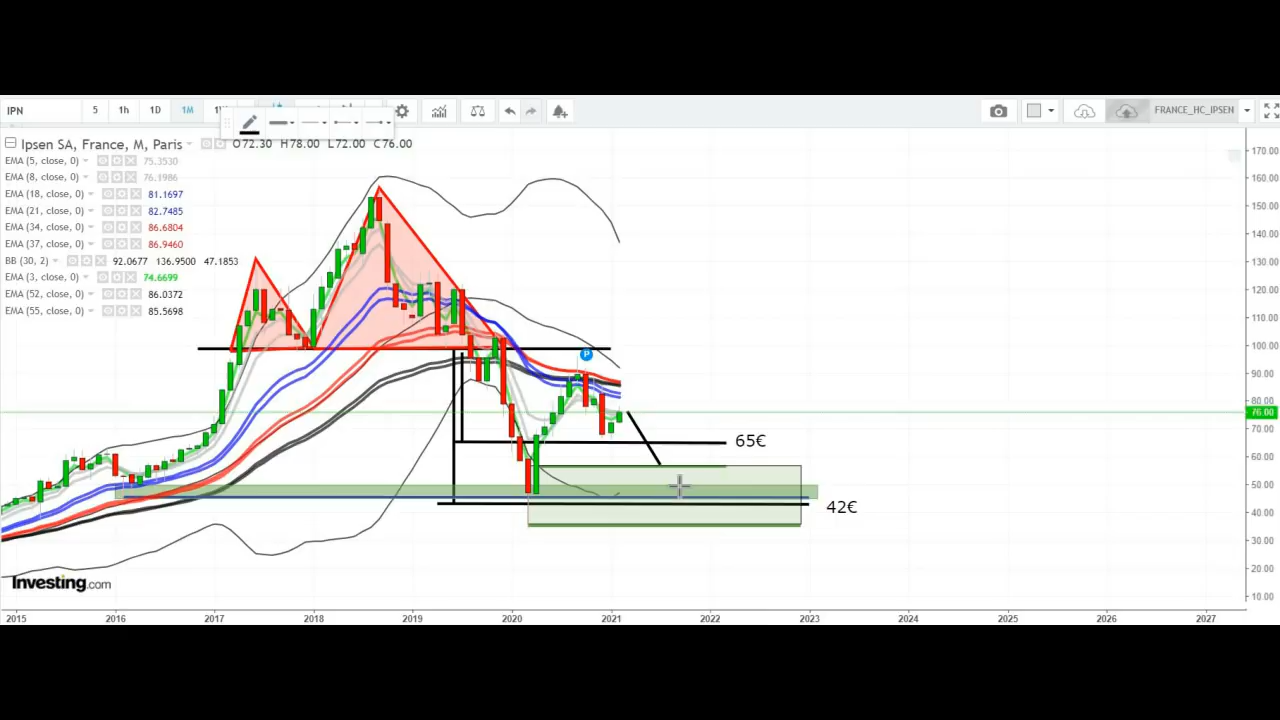 IPN 5 1h 1D 1M FRANCE_HC_IPSEN
Ipsen SA, France, M, Paris O72.30 H78.00 L72.00 C76.00
EMA (5, close, 0) 75.3530
EMA (8, close, 0) 76.1986
EMA (18, close, 0) 81.1697
EMA (21, close, 0) 82.7485
EMA (34, close, 0) 86.6804
EMA (37, close, 0) 86.9460
BB (30, 2) 92.0677 136.9500 47.1853
EMA (3, close, 0) 74.6699
EMA (52, close, 0) 86.0372
EMA (55, close, 0) 85.5698
170.00
160.00
150.00
140.00
130.00
120.00
110.00
100.00
90.00
80.00
76.00
70.00
60.00
50.00
40.00
30.00
20.00
10.00
P
65€
42€
Investing.com
2015 2016 2017 2018 2019 2020 2021 2022 2023 2024 2025 2026 2027